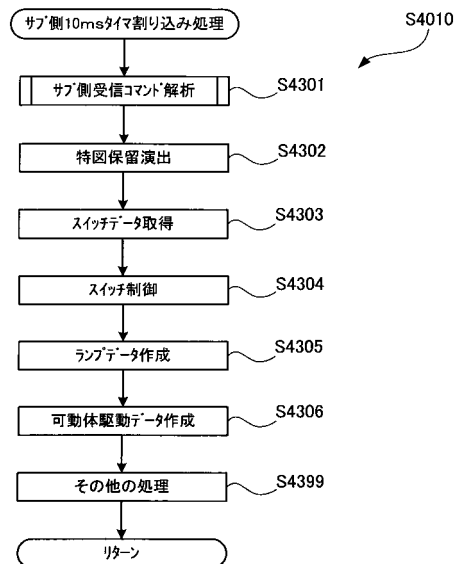 サブ側10msタイマ割り込み処理
S4010
サブ側受信コマンド解析
S4301
特図保留演出
S4302
スイッチデータ取得
S4303
スイッチ制御
S4304
ランプデータ作成
S4305
可動体駆動データ作成
S4306
その他の処理
S4399
リターン